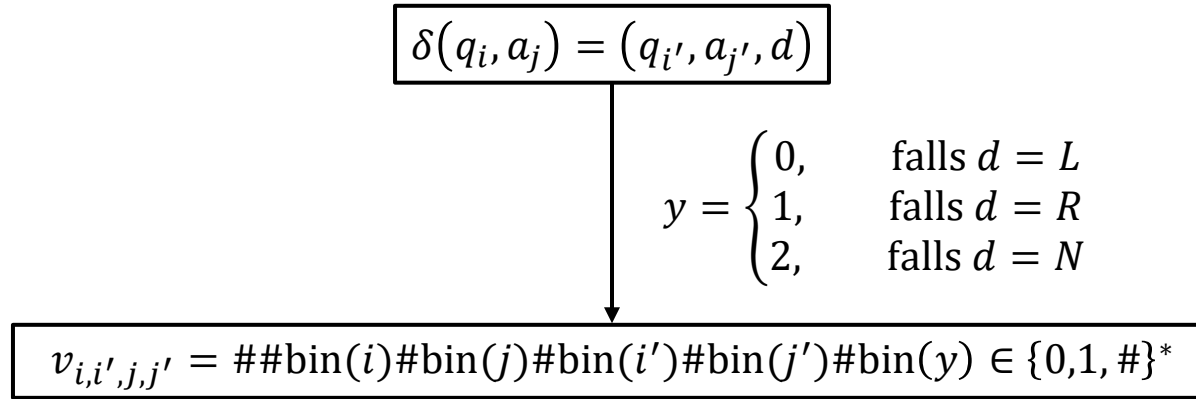 δ(q_i, a_j) = (q_{i'}, a_{j'}, d)
y = { 0, falls d = L
1, falls d = R
2, falls d = N
v_{i,i',j,j'} = ##bin(i)#bin(j)#bin(i')#bin(j')#bin(y) ∈ {0,1, #}*